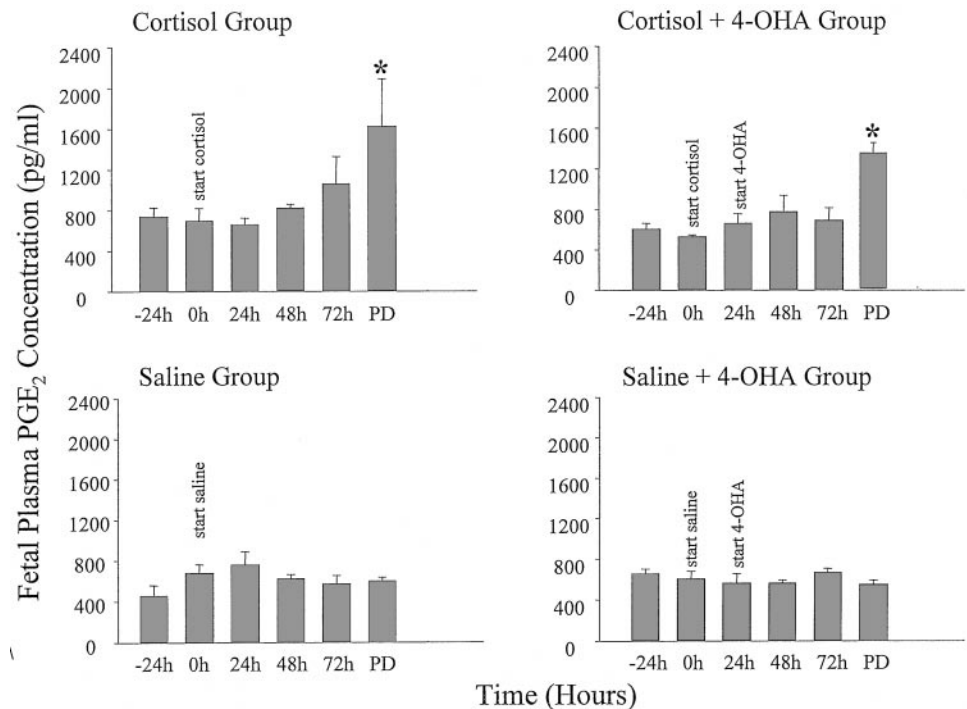 Fetal Plasma PGE₂ Concentration (pg/ml)
Cortisol Group
2400
2000
1600
1200
800
400
0
start cortisol
*
-24h 0h 24h 48h 72h PD
Cortisol + 4-OHA Group
2400
2000
1600
1200
800
400
0
start cortisol
start 4-OHA
*
-24h 0h 24h 48h 72h PD
Saline Group
2400
2000
1600
1200
800
400
0
start saline
-24h 0h 24h 48h 72h PD
Saline + 4-OHA Group
2400
2000
1600
1200
800
400
0
start saline
start 4-OHA
-24h 0h 24h 48h 72h PD
Time (Hours)